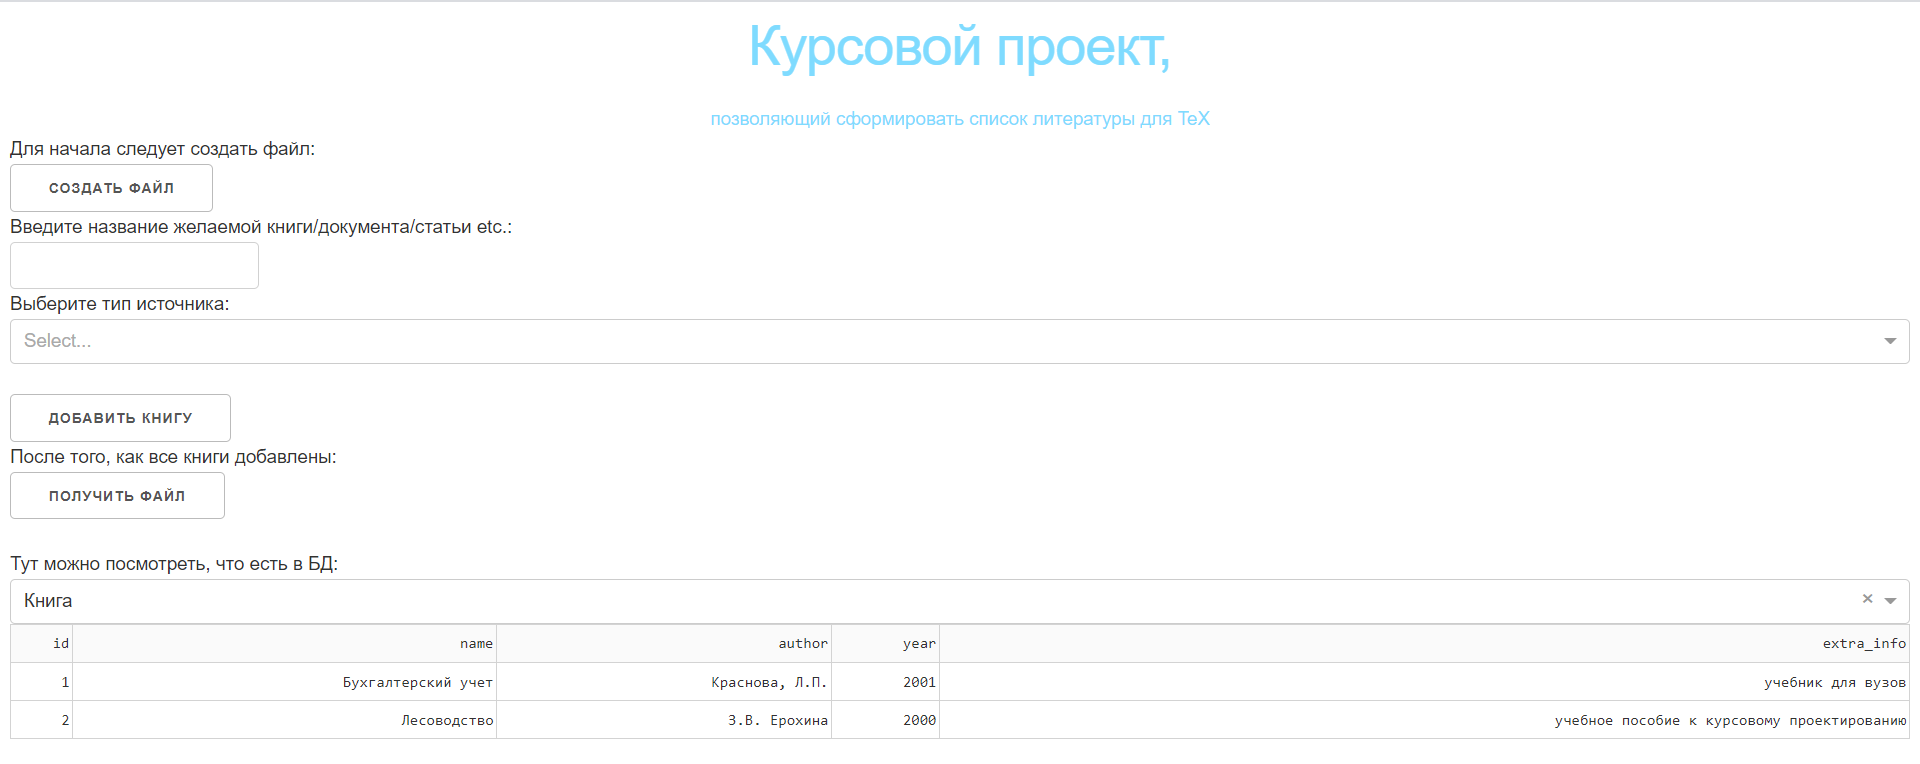 Курсовой проект,
позволяющий сформировать список литературы для TeX
Для начала следует создать файл:
СОЗДАТЬ ФАЙЛ
Введите название желаемой книги/документа/статьи etc.:
Выберите тип источника:
Select...
ДОБАВИТЬ КНИГУ
После того, как все книги добавлены:
ПОЛУЧИТЬ ФАЙЛ
Тут можно посмотреть, что есть в БД:
Книга ×
id name author year extra_info
1 Бухгалтерский учет Краснова, Л.П. 2001 учебник для вузов
2 Лесоводство З.В. Ерохина 2000 учебное пособие к курсовому проектированию